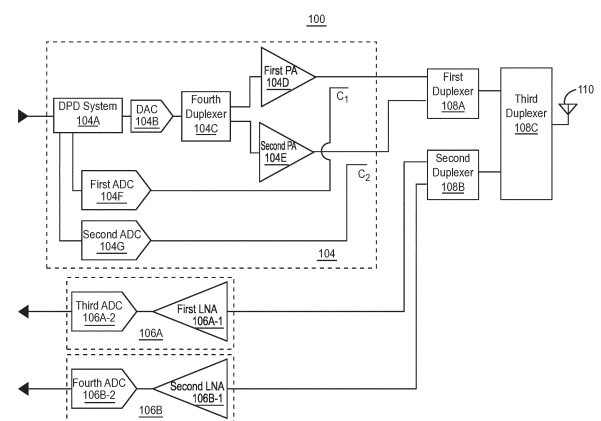 100
First PA
104D
C1
DPD System
104A
DAC
104B
Fourth
Duplexer
104C
Second PA
104E
C2
First
Duplexer
108A
Third
Duplexer
108C
110
Second
Duplexer
108B
First ADC
104F
Second ADC
104G
104
Third ADC
106A-2
First LNA
106A-1
106A
Fourth ADC
106B-2
Second LNA
106B-1
106B